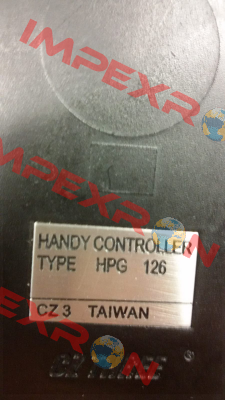 IMPEXRON
IMPEXRON
HANDY CONTROLLER
TYPE HPG 126
CZ 3 TAIWAN
IMPEXRON